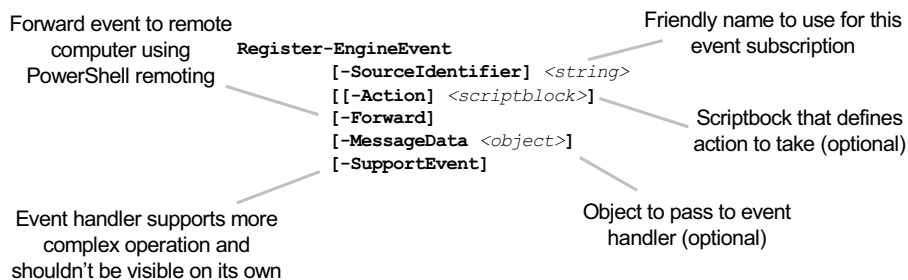 Forward event to remote
computer using
PowerShell remoting
Friendly name to use for this
event subscription
Register-EngineEvent
[-SourceIdentifier] <string>
[[-Action] <scriptblock>]
[-Forward]
[-MessageData <object>]
[-SupportEvent]
Scriptbock that defines
action to take (optional)
Event handler supports more
complex operation and
shouldn’t be visible on its own
Object to pass to event
handler (optional)